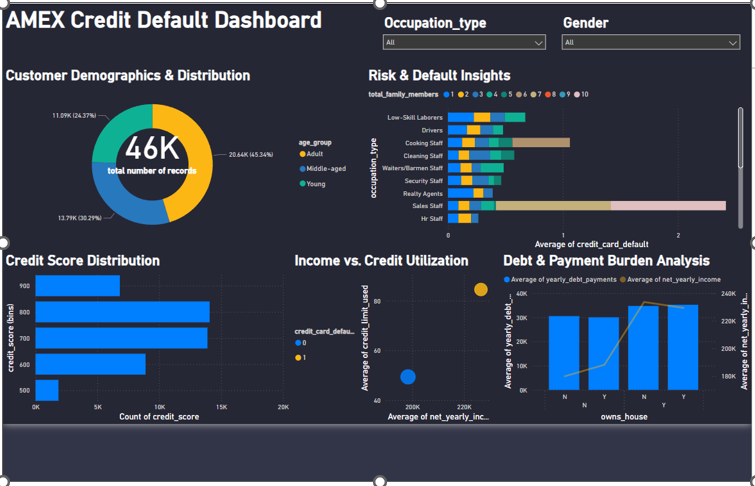 AMEX Credit Default Dashboard
Occupation_type
All
Gender
All
Customer Demographics & Distribution
11.09K (24.37%)
46K
total number of records
20.64K (45.34%)
13.79K (30.29%)
age_group
Adult
Middle-aged
Young
Risk & Default Insights
total_family_members 1 2 3 4 5 6 7 8 9 10
occupation_type
Low-Skill Laborers
Drivers
Cooking Staff
Cleaning Staff
Waiters/Barmen Staff
Security Staff
Realty Agents
Sales Staff
Hr Staff
0 1 2
Average of credit_card_default
Credit Score Distribution
credit_score (bins)
900
800
700
600
500
0K 5K 10K 15K 20K
Count of credit_score
Income vs. Credit Utilization
credit_card_defau...
0
1
Average of credit_limit_used
80
60
40
200K 220K
Average of net_yearly_inc...
Debt & Payment Burden Analysis
Average of yearly_debt_payments Average of net_yearly_income
Average of yearly_debt_...
40K
30K
20K
10K
0K
240K
220K
200K
180K
Average of net_yearly_in...
N Y N Y
N Y
owns_house